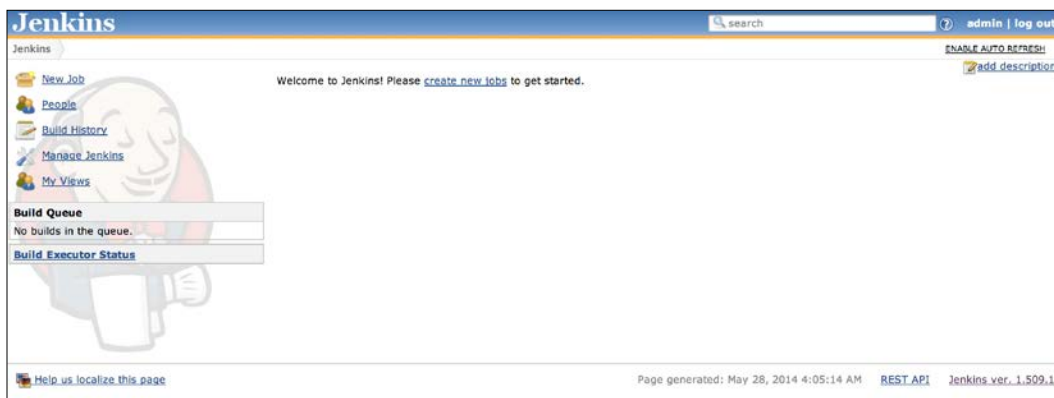 Jenkins
search
admin | log out
Jenkins
ENABLE AUTO REFRESH
add description
New Job
Welcome to Jenkins! Please create new jobs to get started.
People
Build History
Manage Jenkins
My Views
Build Queue
No builds in the queue.
Build Executor Status
Help us localize this page
Page generated: May 28, 2014 4:05:14 AM REST API Jenkins ver. 1.509.1